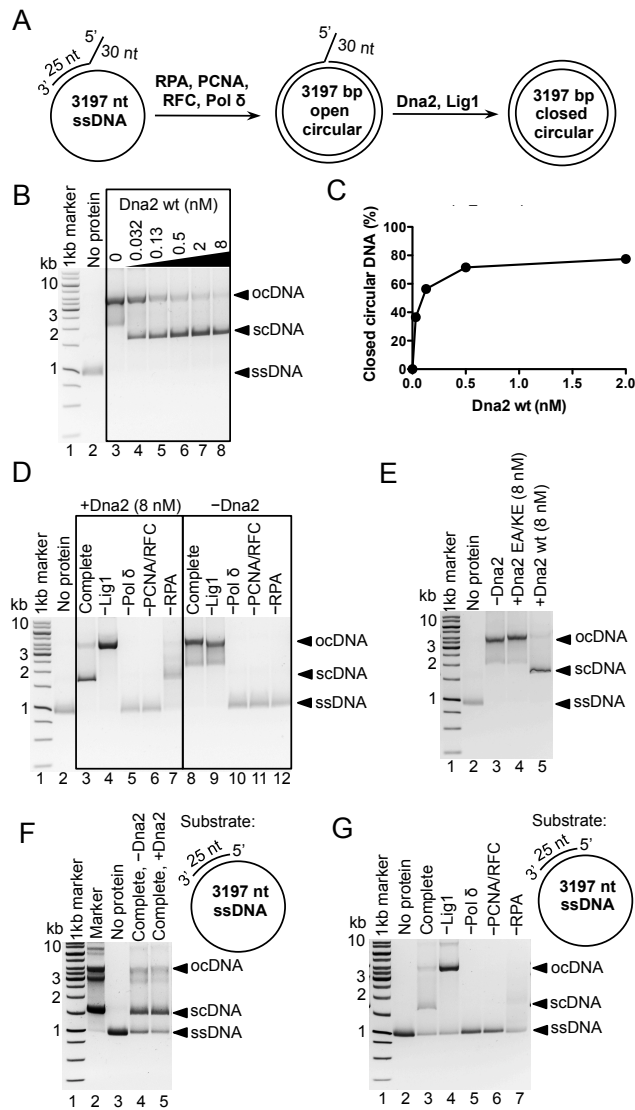 A
5'
3' 25 nt
30 nt
3197 nt
ssDNA
RPA, PCNA,
RFC, Pol δ
5'
30 nt
3197 bp
open
circular
Dna2, Lig1
3197 bp
closed
circular
B
1kb marker
No protein
Dna2 wt (nM)
0
0.032
0.13
0.5
2
8
kb
10
3
2
1
ocDNA
scDNA
ssDNA
1 2 3 4 5 6 7 8
C
Closed circular DNA (%)
100
80
60
40
20
0
0.0 0.5 1.0 1.5 2.0
Dna2 wt (nM)
D
+Dna2 (8 nM) −Dna2
1kb marker
No protein
Complete
−Lig1
−Pol δ
−PCNA/RFC
−RPA
Complete
−Lig1
−Pol δ
−PCNA/RFC
−RPA
kb
10
3
2
1
ocDNA
scDNA
ssDNA
1 2 3 4 5 6 7 8 9 10 11 12
E
1kb marker
No protein
−Dna2
+Dna2 EA/KE (8 nM)
+Dna2 wt (8 nM)
kb
10
3
2
1
ocDNA
scDNA
ssDNA
1 2 3 4 5
F
1kb marker
Marker
No protein
Complete, −Dna2
Complete, +Dna2
Substrate:
3' 25 nt 5'
3197 nt
ssDNA
kb
10
3
2
1
ocDNA
scDNA
ssDNA
1 2 3 4 5
G
1kb marker
No protein
Complete
−Lig1
−Pol δ
−PCNA/RFC
−RPA
Substrate:
3' 25 nt 5'
3197 nt
ssDNA
kb
10
3
2
1
ocDNA
scDNA
ssDNA
1 2 3 4 5 6 7